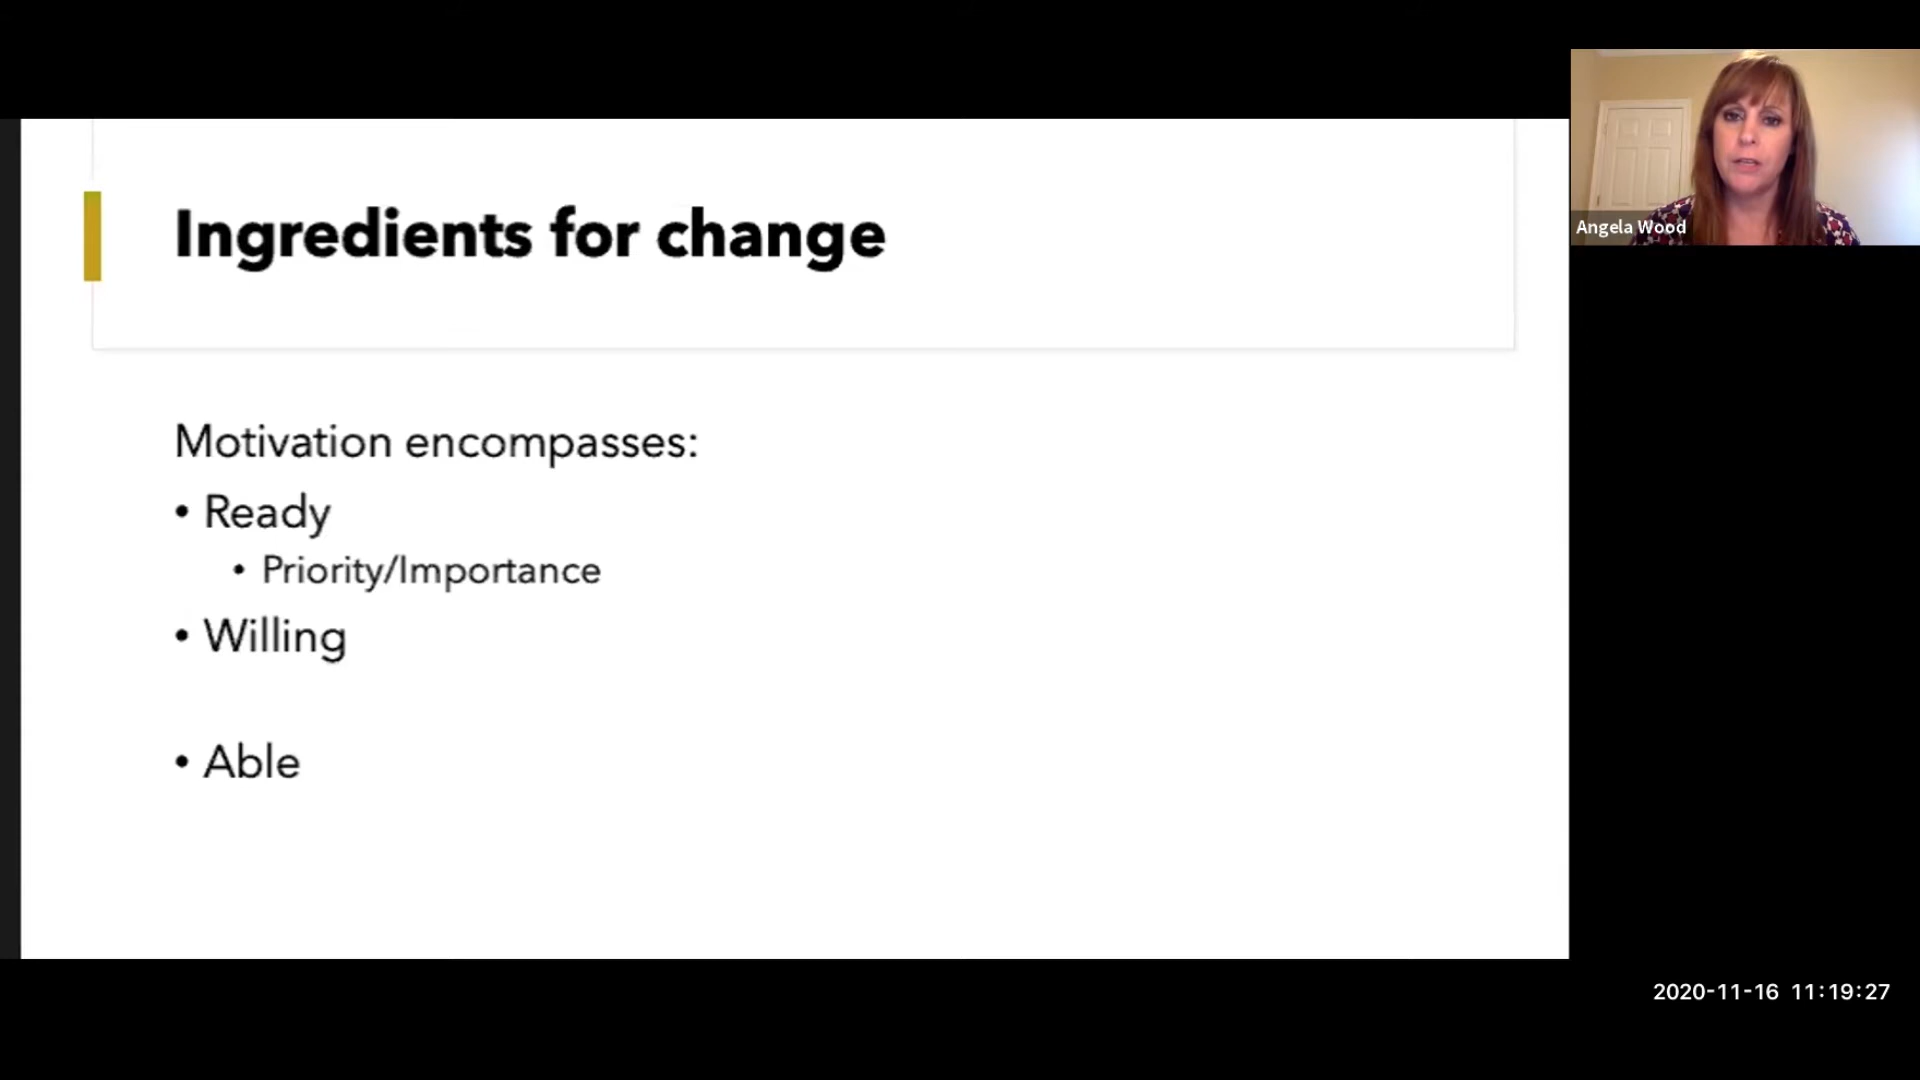 Ingredients for change
Motivation encompasses:
• Ready
• Priority/Importance
• Willing
• Able
Angela Wood
2020-11-16 11:19:27